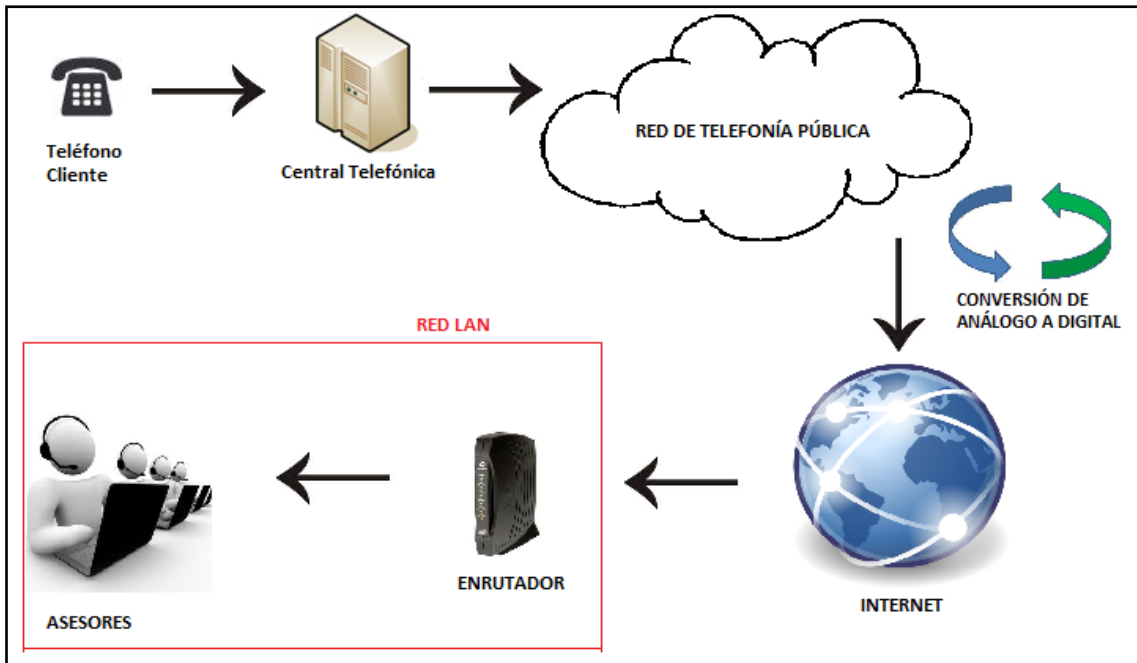 Teléfono
Cliente
Central Telefónica
RED DE TELEFONÍA PÚBLICA
CONVERSIÓN DE
ANÁLOGO A DIGITAL
RED LAN
ASESORES
ENRUTADOR
INTERNET